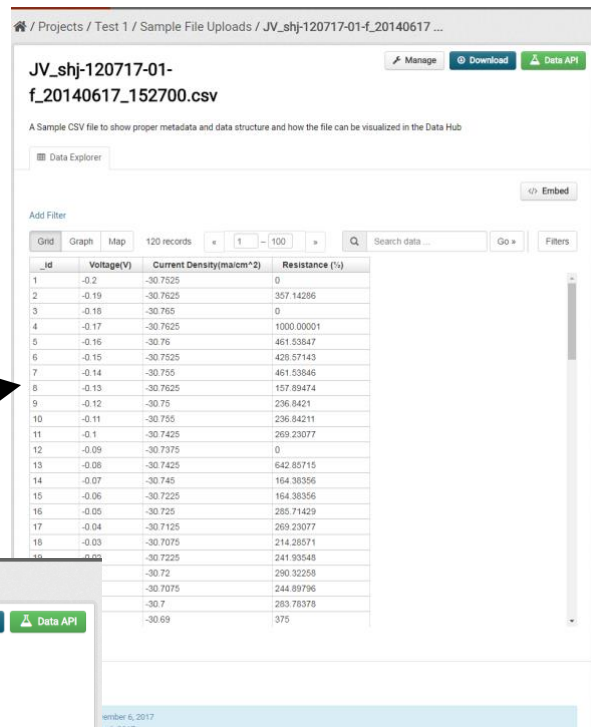 / Projects / Test 1 / Sample File Uploads / JV_shj-120717-01-f_20140617 ...
JV_shj-120717-01-
f_20140617_152700.csv
Manage Download Data API
A Sample CSV file to show proper metadata and data structure and how the file can be visualized in the Data Hub
Data Explorer
</> Embed
Add Filter
Grid Graph Map 120 records « 1 – 100 » Search data ... Go » Filters
_id Voltage(V) Current Density(ma/cm^2) Resistance (½)
1 -0.2 -30.7525 0
2 -0.19 -30.7625 357.14286
3 -0.18 -30.765 0
4 -0.17 -30.7625 1000.00001
5 -0.16 -30.76 461.53847
6 -0.15 -30.7525 428.57143
7 -0.14 -30.755 461.53846
8 -0.13 -30.7625 157.89474
9 -0.12 -30.75 236.8421
10 -0.11 -30.755 236.84211
11 -0.1 -30.7425 269.23077
12 -0.09 -30.7375 0
13 -0.08 -30.7425 642.85715
14 -0.07 -30.745 164.38356
15 -0.06 -30.7225 164.38356
16 -0.05 -30.725 285.71429
17 -0.04 -30.7125 269.23077
18 -0.03 -30.7075 214.28571
19 -0.02 -30.7225 241.93548
-30.72 290.32258
-30.7075 244.89796
-30.7 283.78378
-30.69 375
Data API
ember 6, 2017